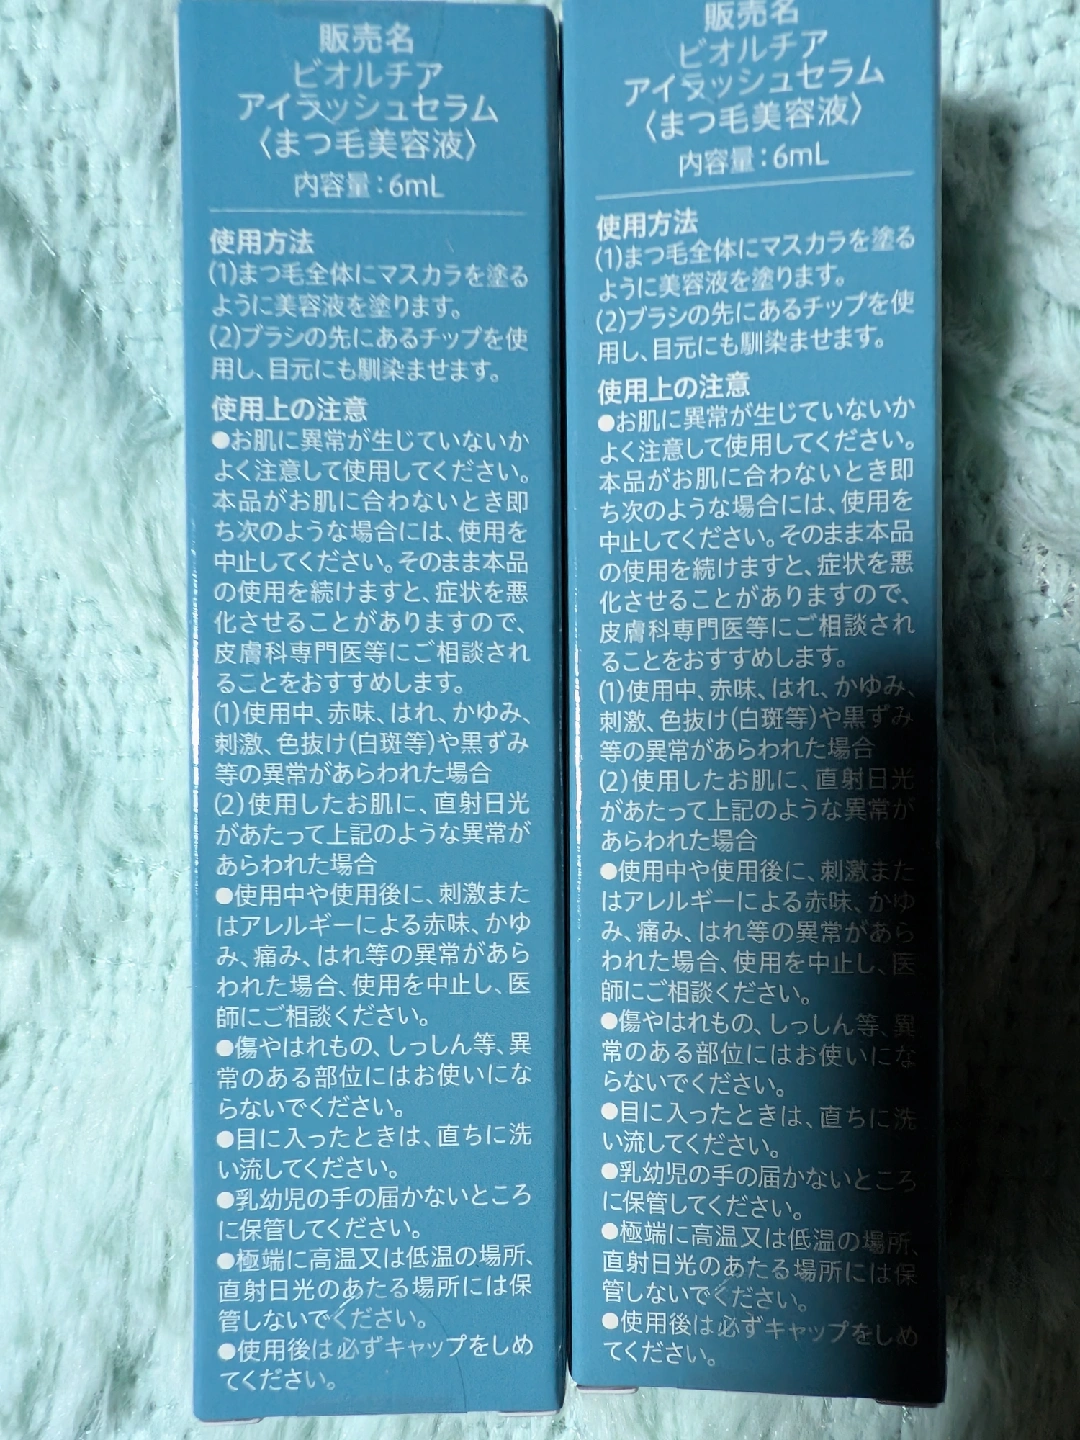 販売名
ビオルチア
アイラッシュセラム
〈まつ毛美容液〉
内容量：6mL
使用方法
(1)まつ毛全体にマスカラを塗る
ように美容液を塗ります。
(2)ブラシの先にあるチップを使
用し、目元にも馴染ませます。
使用上の注意
●お肌に異常が生じていないか
よく注意して使用してください。
本品がお肌に合わないとき即
ち次のような場合には、使用を
中止してください。そのまま本品
の使用を続けますと、症状を悪
化させることがありますので、
皮膚科専門医等にご相談され
ることをおすすめします。
(1)使用中、赤味、はれ、かゆみ、
刺激、色抜け(白斑等)や黒ずみ
等の異常があらわれた場合
(2)使用したお肌に、直射日光
があたって上記のような異常が
あらわれた場合
●使用中や使用後に、刺激また
はアレルギーによる赤味、かゆ
み、痛み、はれ等の異常があら
われた場合、使用を中止し、医
師にご相談ください。
●傷やはれもの、しっしん等、異
常のある部位にはお使いにな
らないでください。
●目に入ったときは、直ちに洗
い流してください。
●乳幼児の手の届かないところ
に保管してください。
●極端に高温又は低温の場所、
直射日光のあたる場所には保
管しないでください。
●使用後は必ずキャップをしめ
てください。
販売名
ビオルチア
アイラッシュセラム
〈まつ毛美容液〉
内容量：6mL
使用方法
(1)まつ毛全体にマスカラを塗る
ように美容液を塗ります。
(2)ブラシの先にあるチップを使
用し、目元にも馴染ませます。
使用上の注意
●お肌に異常が生じていないか
よく注意して使用してください。
本品がお肌に合わないとき即
ち次のような場合には、使用を
中止してください。そのまま本品
の使用を続けますと、症状を悪
化させることがありますので、
皮膚科専門医等にご相談され
ることをおすすめします。
(1)使用中、赤味、はれ、かゆみ、
刺激、色抜け(白斑等)や黒ずみ
等の異常があらわれた場合
(2)使用したお肌に、直射日光
があたって上記のような異常が
あらわれた場合
●使用中や使用後に、刺激また
はアレルギーによる赤味、かゆ
み、痛み、はれ等の異常があら
われた場合、使用を中止し、医
師にご相談ください。
●傷やはれもの、しっしん等、異
常のある部位にはお使いにな
らないでください。
●目に入ったときは、直ちに洗
い流してください。
●乳幼児の手の届かないところ
に保管してください。
●極端に高温又は低温の場所、
直射日光のあたる場所には保
管しないでください。
●使用後は必ずキャップをしめ
てください。